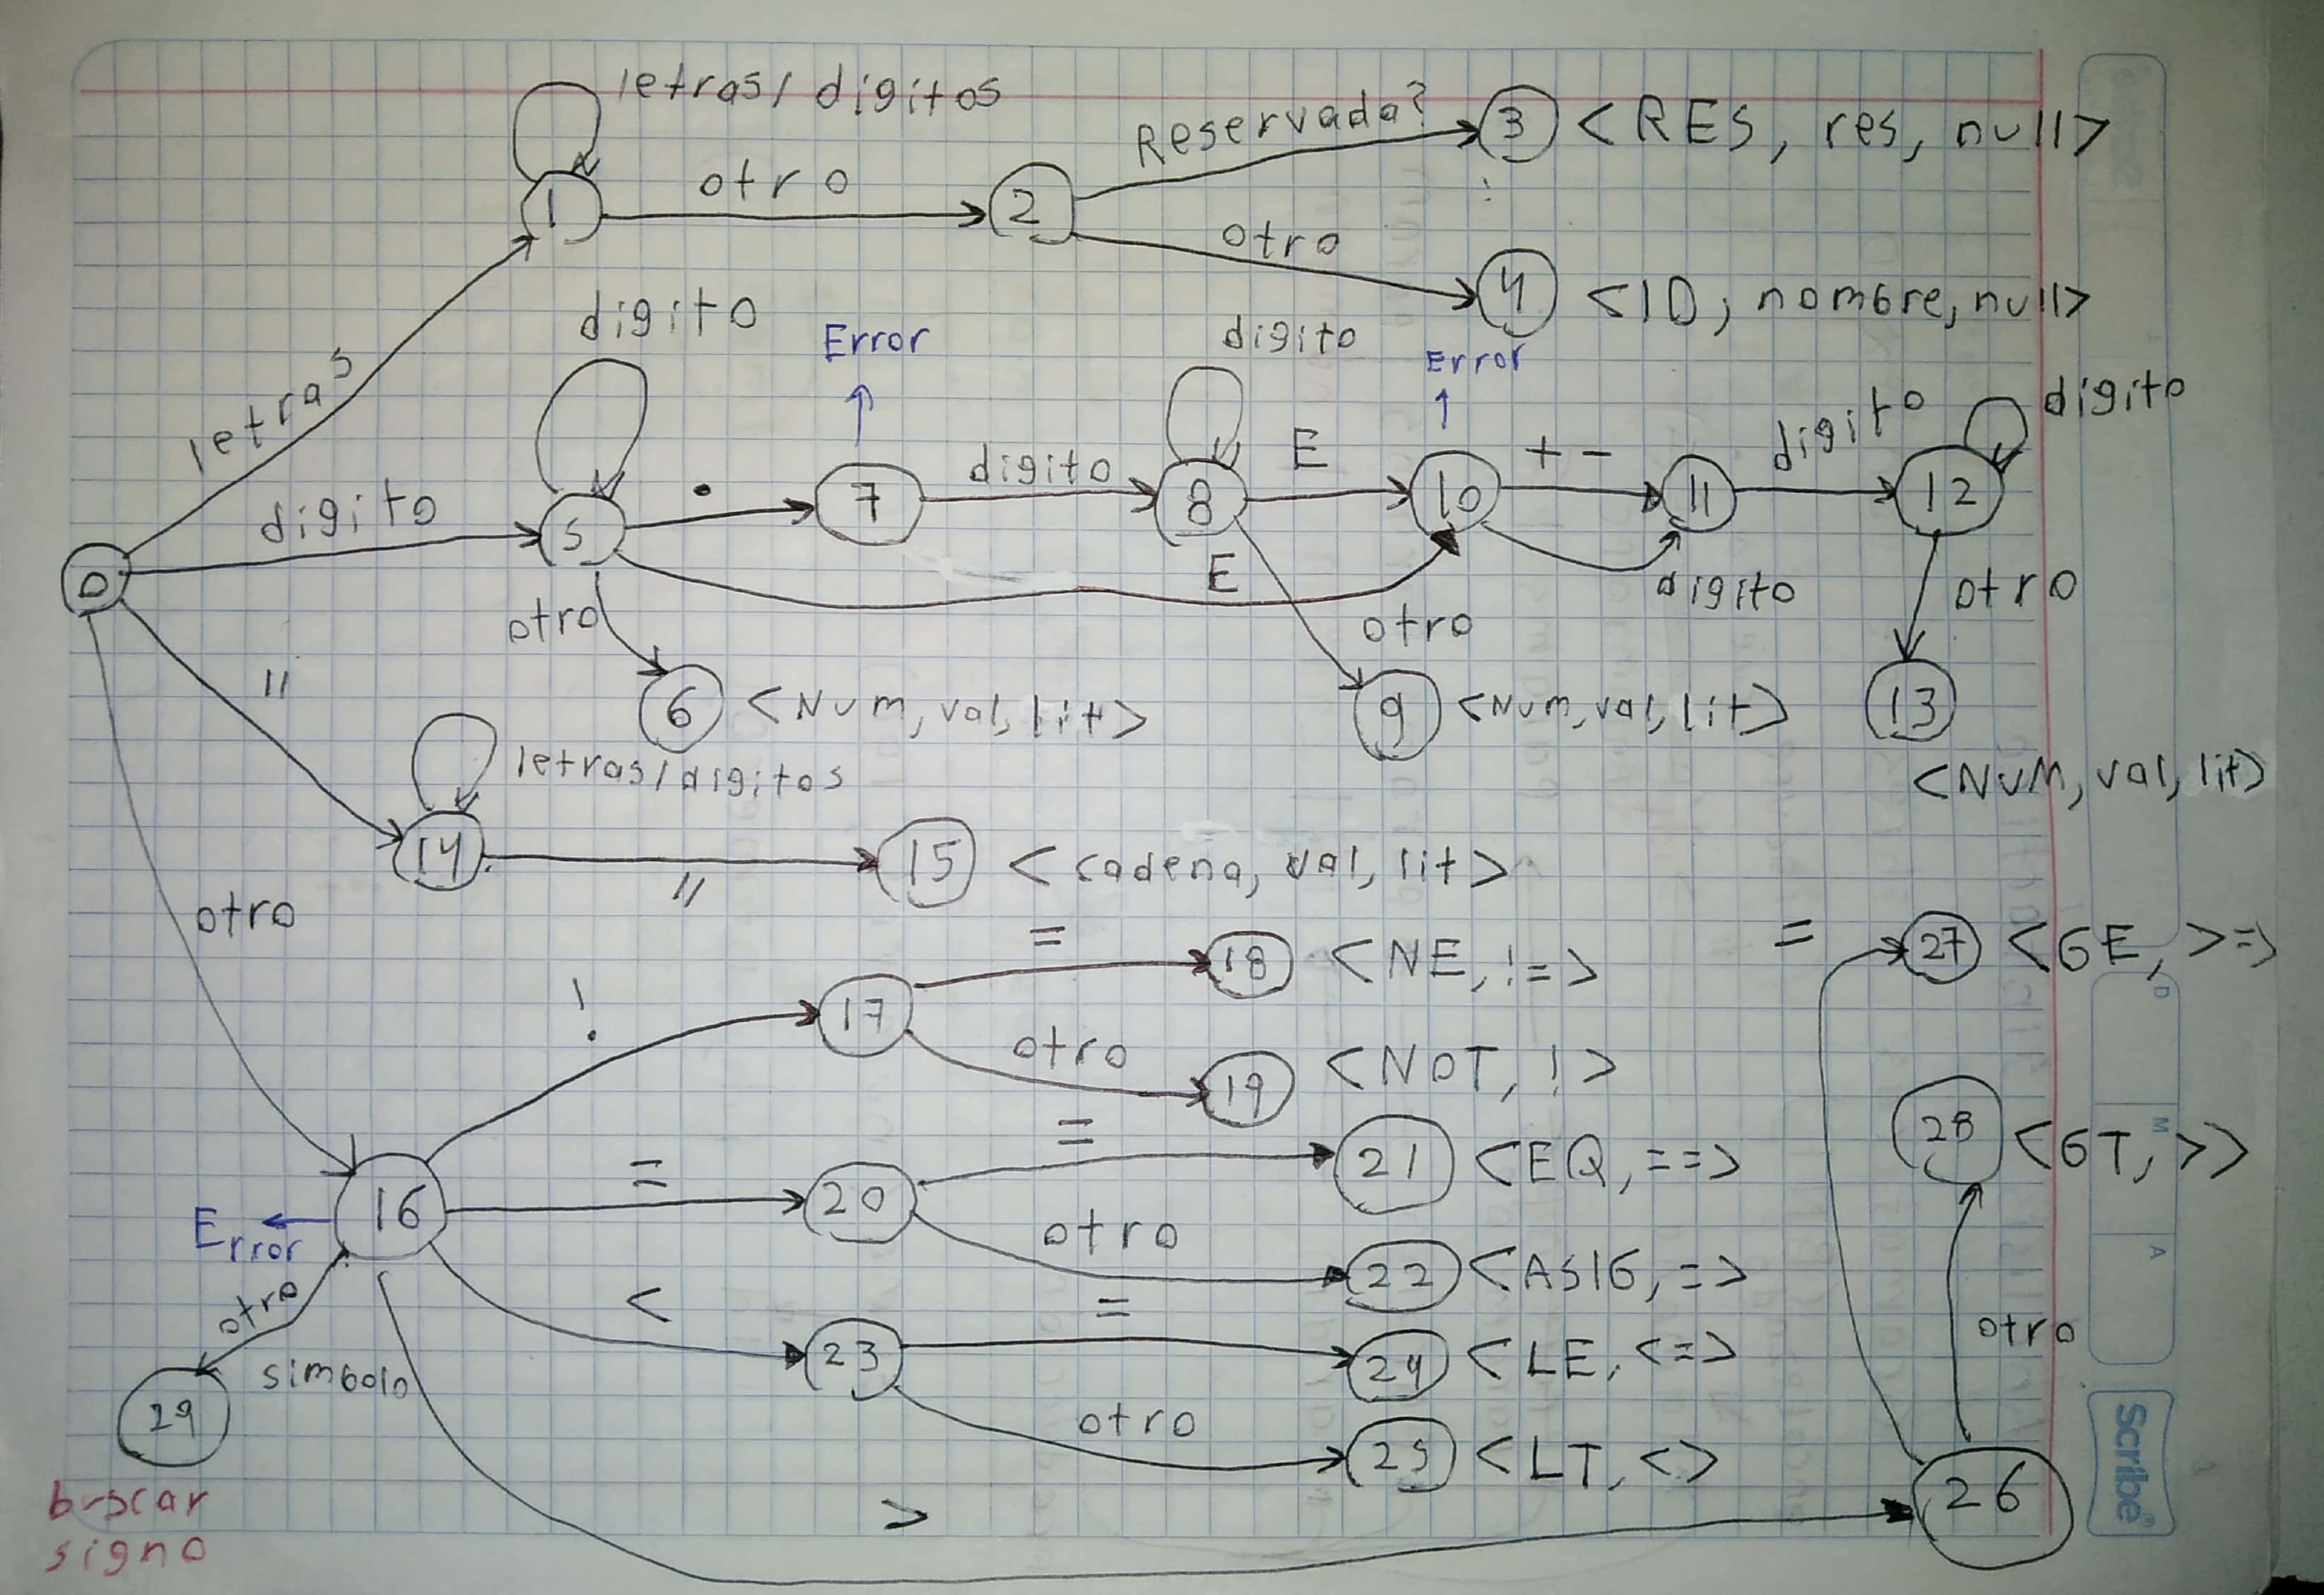 letras/ digitos
Reservada?
3 <RES, res, null>
otro
1
2
otro
4 <ID, nombre, null>
digito
Error
digito
Error
letras
digito
digito
E
+ -
digito
digito
0
5
.
7
8
10
11
12
E
digito
otro
otro
otro
"
6 <Num, val, lit>
9 <Num, val, lit>
13
<NUM, val, lit>
letras/digitos
14
15 <cadena, val, lit>
"
otro
=
18 <NE, !=>
=
27 <GE, >=>
!
17
otro
19 <NOT, !>
=
28 <GT, >>
21 <EQ, ==>
=
16
20
Error
otro
22 <ASIG, =>
otro
<
=
otro
23
24 <LE, <=>
simbolo
29
otro
25 <LT, <>
>
26
buscar
signo
D
M
A
Scribe®